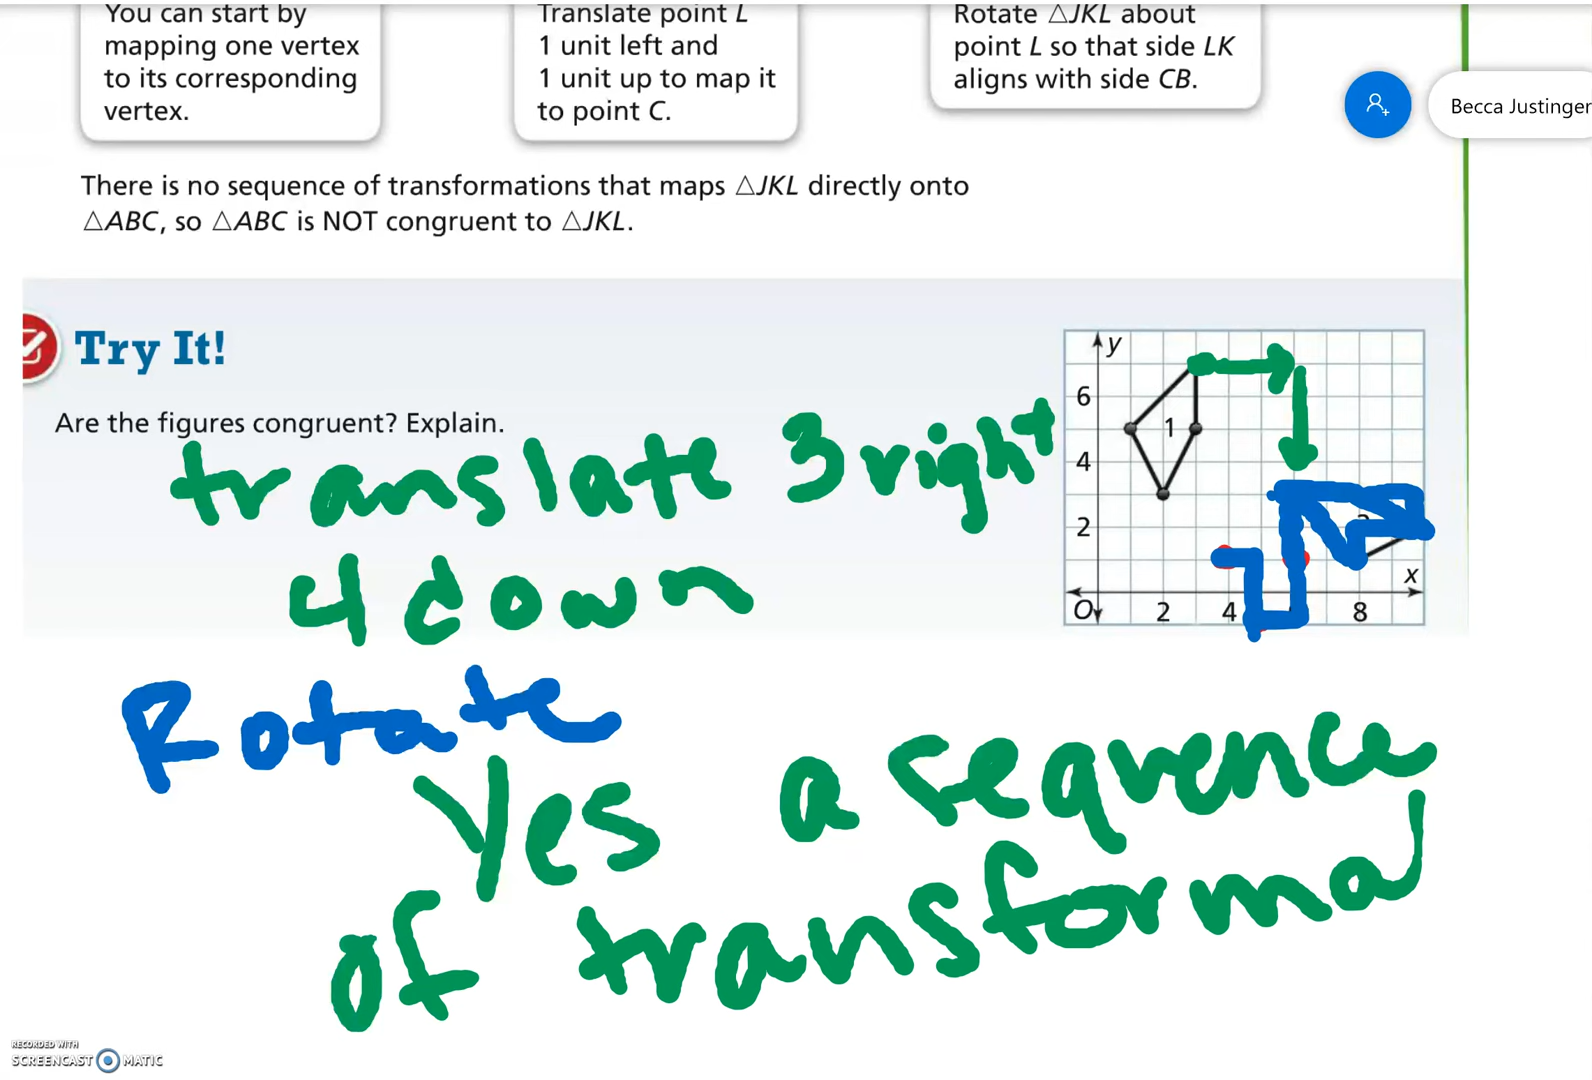 You can start by
mapping one vertex
to its corresponding
vertex.
Translate point L
1 unit left and
1 unit up to map it
to point C.
Rotate △JKL about
point L so that side LK
aligns with side CB.
Becca Justinger
There is no sequence of transformations that maps △JKL directly onto
△ABC, so △ABC is NOT congruent to △JKL.
Try It!
Are the figures congruent? Explain.
translate 3 right
4 down
Rotate
Yes a sequence
of transforma
y
6
4
2
1
O
2
4
8
x
RECORDED WITH
SCREENCAST MATIC